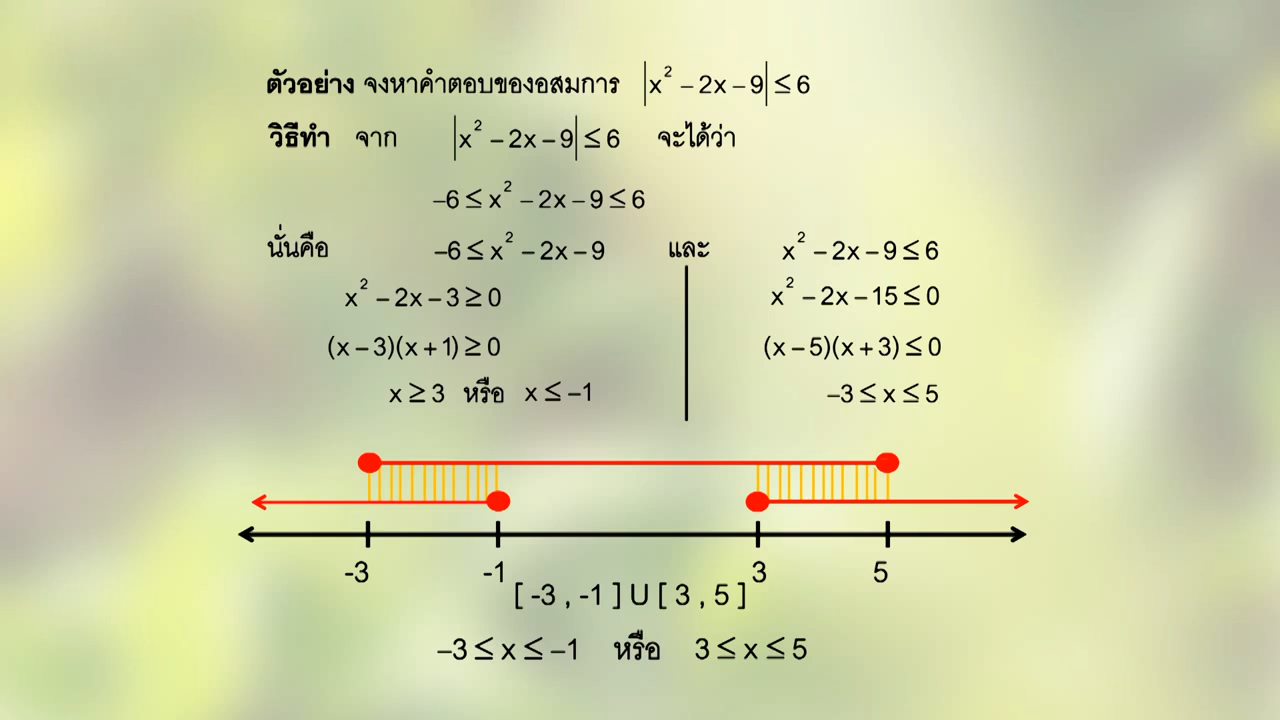 ตัวอย่าง จงหาคำตอบของอสมการ |x² – 2x – 9| ≤ 6
วิธีทำ จาก |x² – 2x – 9| ≤ 6 จะได้ว่า
–6 ≤ x² – 2x – 9 ≤ 6
นั่นคือ –6 ≤ x² – 2x – 9 และ x² – 2x – 9 ≤ 6
x² – 2x – 3 ≥ 0 x² – 2x – 15 ≤ 0
(x – 3)(x + 1) ≥ 0 (x – 5)(x + 3) ≤ 0
x ≥ 3 หรือ x ≤ –1 –3 ≤ x ≤ 5
-3 -1 3 5
[ -3 , -1 ] U [ 3 , 5 ]
–3 ≤ x ≤ –1 หรือ 3 ≤ x ≤ 5